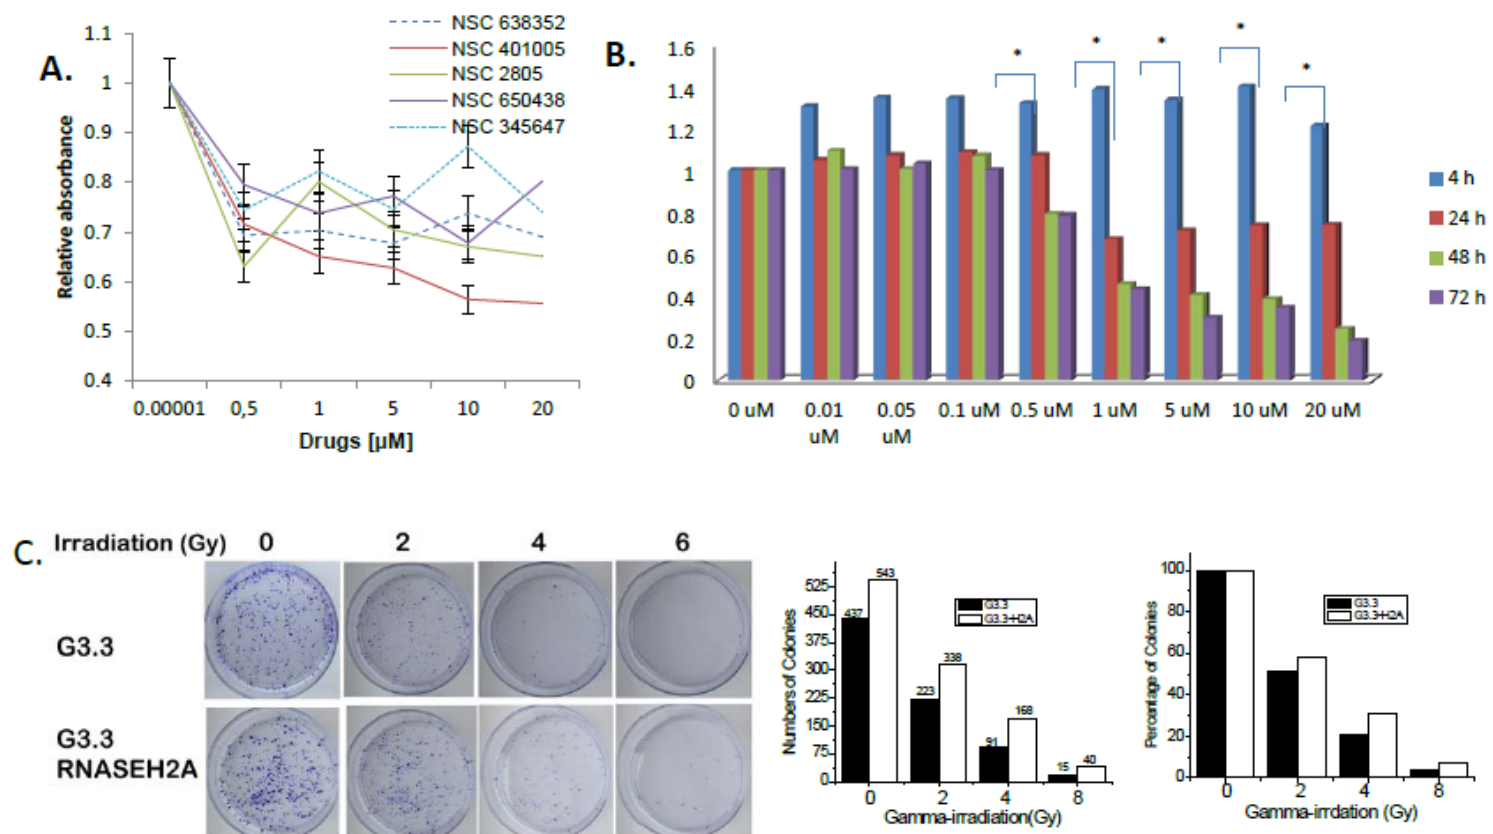 A.
NSC 638352
NSC 401005
NSC 2805
NSC 650438
NSC 345647
1.1
1
0.9
0.8
0.7
0.6
0.5
0.4
Relative absorbance
0.00001 0,5 1 5 10 20
Drugs [µM]
B.
1.6
1.4
1.2
1
0.8
0.6
0.4
0.2
0
* * * * *
4 h
24 h
48 h
72 h
0 uM 0.01 uM 0.05 uM 0.1 uM 0.5 uM 1 uM 5 uM 10 uM 20 uM
C.
Irradiation (Gy) 0 2 4 6
G3.3
G3.3
RNASEH2A
Numbers of Colonies
525
450
375
300
225
150
75
0
437 543
223 338
91 168
15 40
G3.3
G3.3+H2A
0 2 4 8
Gamma-irradiation(Gy)
Percentage of Colonies
100
80
60
40
20
0
G3.3
G3.3+H2A
0 2 4 8
Gamma-irrdation (Gy)